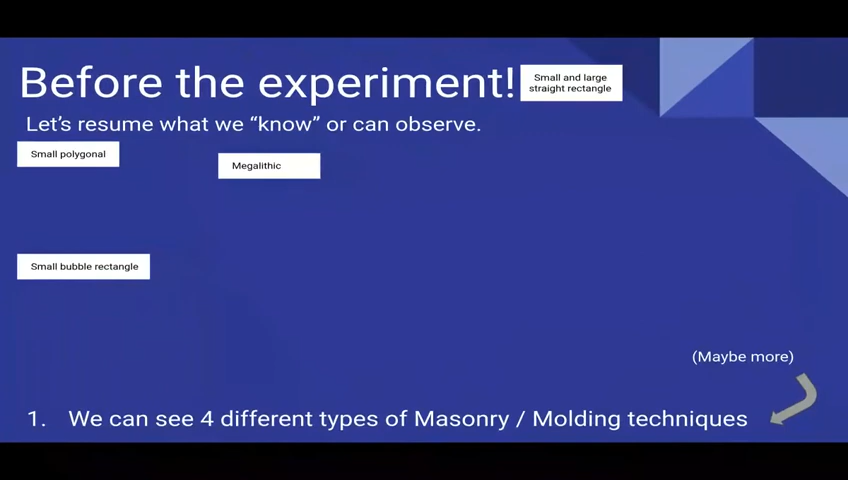 Before the experiment!
Small and large
straight rectangle
Let's resume what we “know” or can observe.
Small polygonal
Megalithic
Small bubble rectangle
(Maybe more)
1. We can see 4 different types of Masonry / Molding techniques